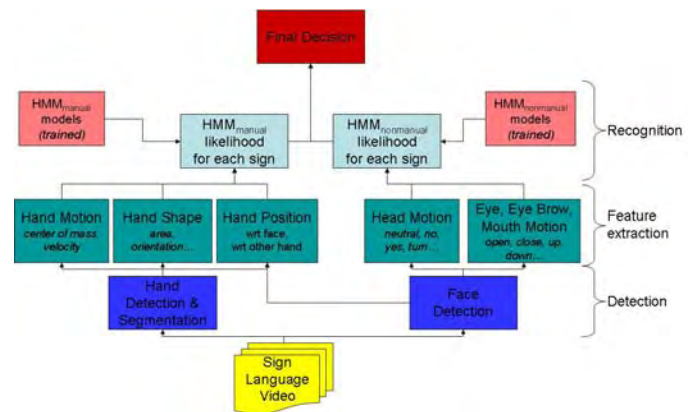 Final Decision
HMMmanual
models
(trained)
HMMmanual
likelihood
for each sign
HMMnonmanual
likelihood
for each sign
HMMnonmanual
models
(trained)
Recognition
Hand Motion
center of mass
velocity
Hand Shape
area,
orientation...
Hand Position
wrt face,
wrt other hand
Head Motion
neutral, no,
yes, turn...
Eye, Eye Brow,
Mouth Motion
open, close, up,
down...
Feature
extraction
Hand
Detection &
Segmentation
Face
Detection
Detection
Sign
Language
Video